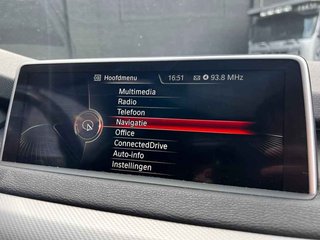 Hoofdmenu 16:51 93.8 MHz
Multimedia
Radio
Telefoon
Navigatie
Office
ConnectedDrive
Auto-info
Instellingen